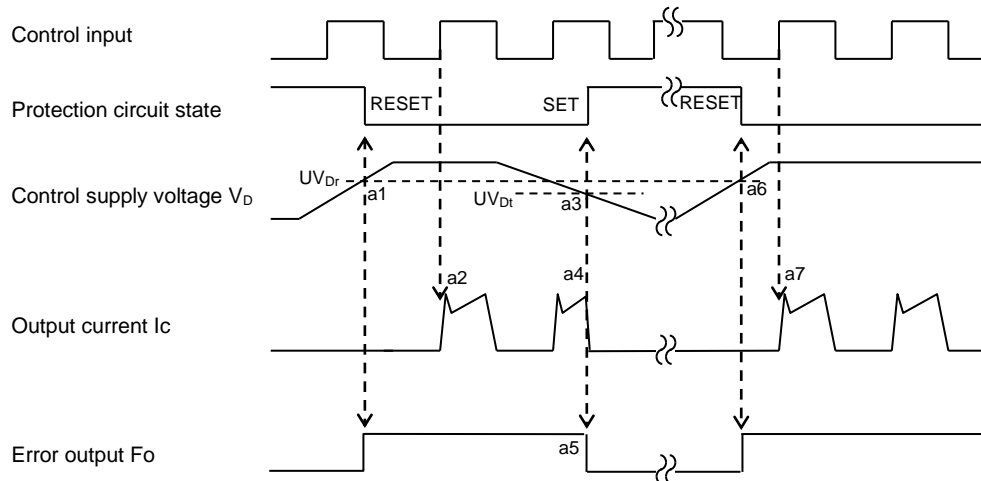 Control input
Protection circuit state
RESET
SET
RESET
Control supply voltage VD
UVDr
a1
UVDt
a3
a6
Output current Ic
a2
a4
a7
Error output Fo
a5